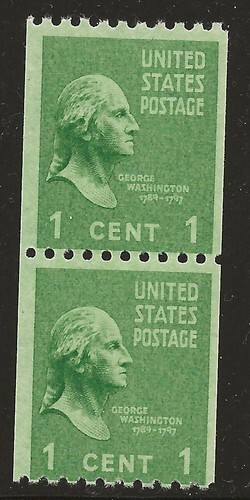 UNITED
STATES
POSTAGE
GEORGE
WASHINGTON
1789-1797
1 CENT 1
UNITED
STATES
POSTAGE
GEORGE
WASHINGTON
1789-1797
1 CENT 1